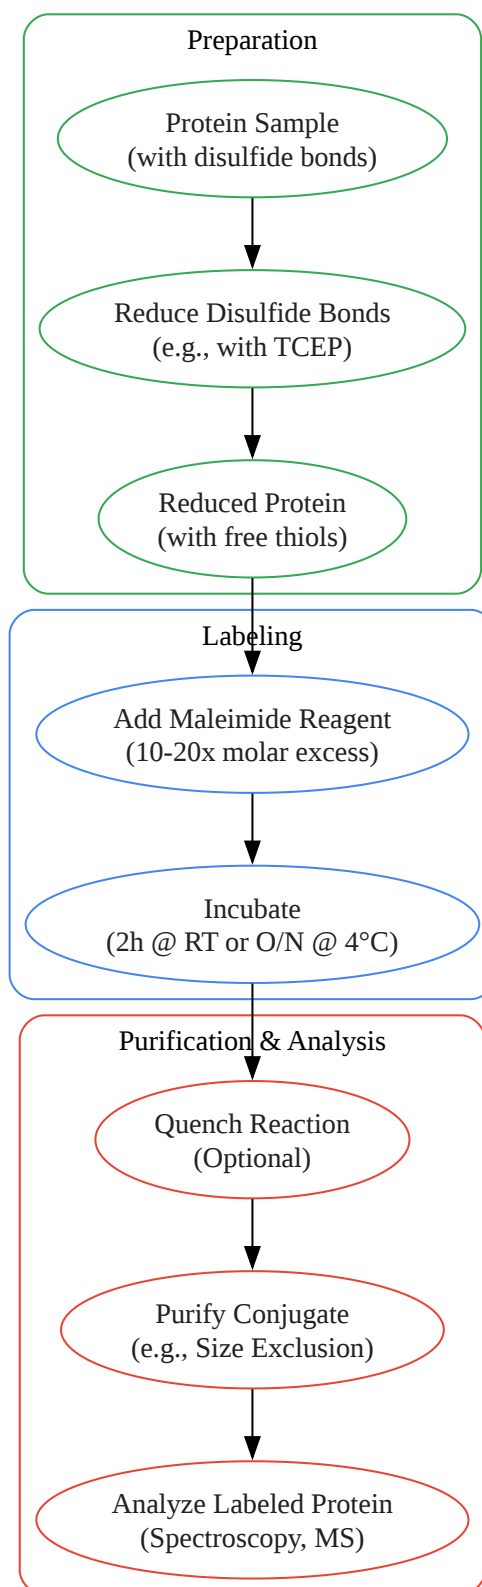 Preparation
Protein Sample
(with disulfide bonds)
Reduce Disulfide Bonds
(e.g., with TCEP)
Reduced Protein
(with free thiols)
Labeling
Add Maleimide Reagent
(10-20x molar excess)
Incubate
(2h @ RT or O/N @ 4°C)
Purification & Analysis
Quench Reaction
(Optional)
Purify Conjugate
(e.g., Size Exclusion)
Analyze Labeled Protein
(Spectroscopy, MS)